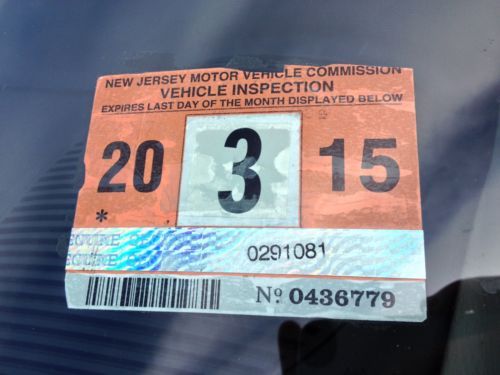 NEW JERSEY MOTOR VEHICLE COMMISSION
VEHICLE INSPECTION
EXPIRES LAST DAY OF THE MONTH DISPLAYED BELOW
20 3 15
*
0291081
Nº 0436779